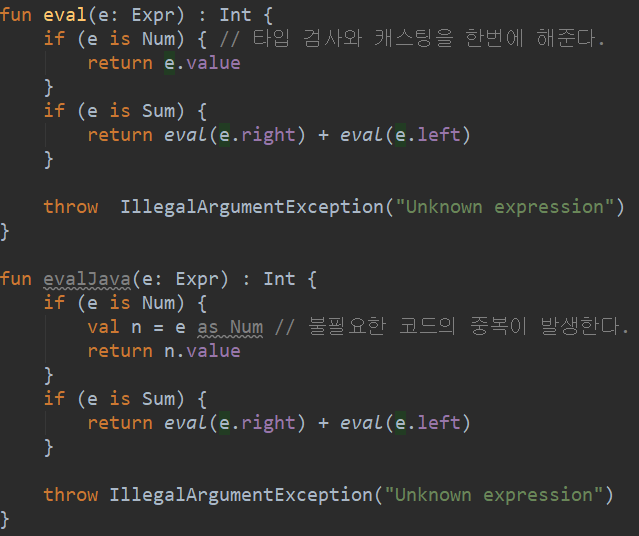 fun eval(e: Expr) : Int {
    if (e is Num) { // 타입 검사와 캐스팅을 한번에 해준다.
        return e.value
    }
    if (e is Sum) {
        return eval(e.right) + eval(e.left)
    }

    throw  IllegalArgumentException("Unknown expression")
}

fun evalJava(e: Expr) : Int {
    if (e is Num) {
        val n = e as Num // 불필요한 코드의 중복이 발생한다.
        return n.value
    }
    if (e is Sum) {
        return eval(e.right) + eval(e.left)
    }

    throw IllegalArgumentException("Unknown expression")
}